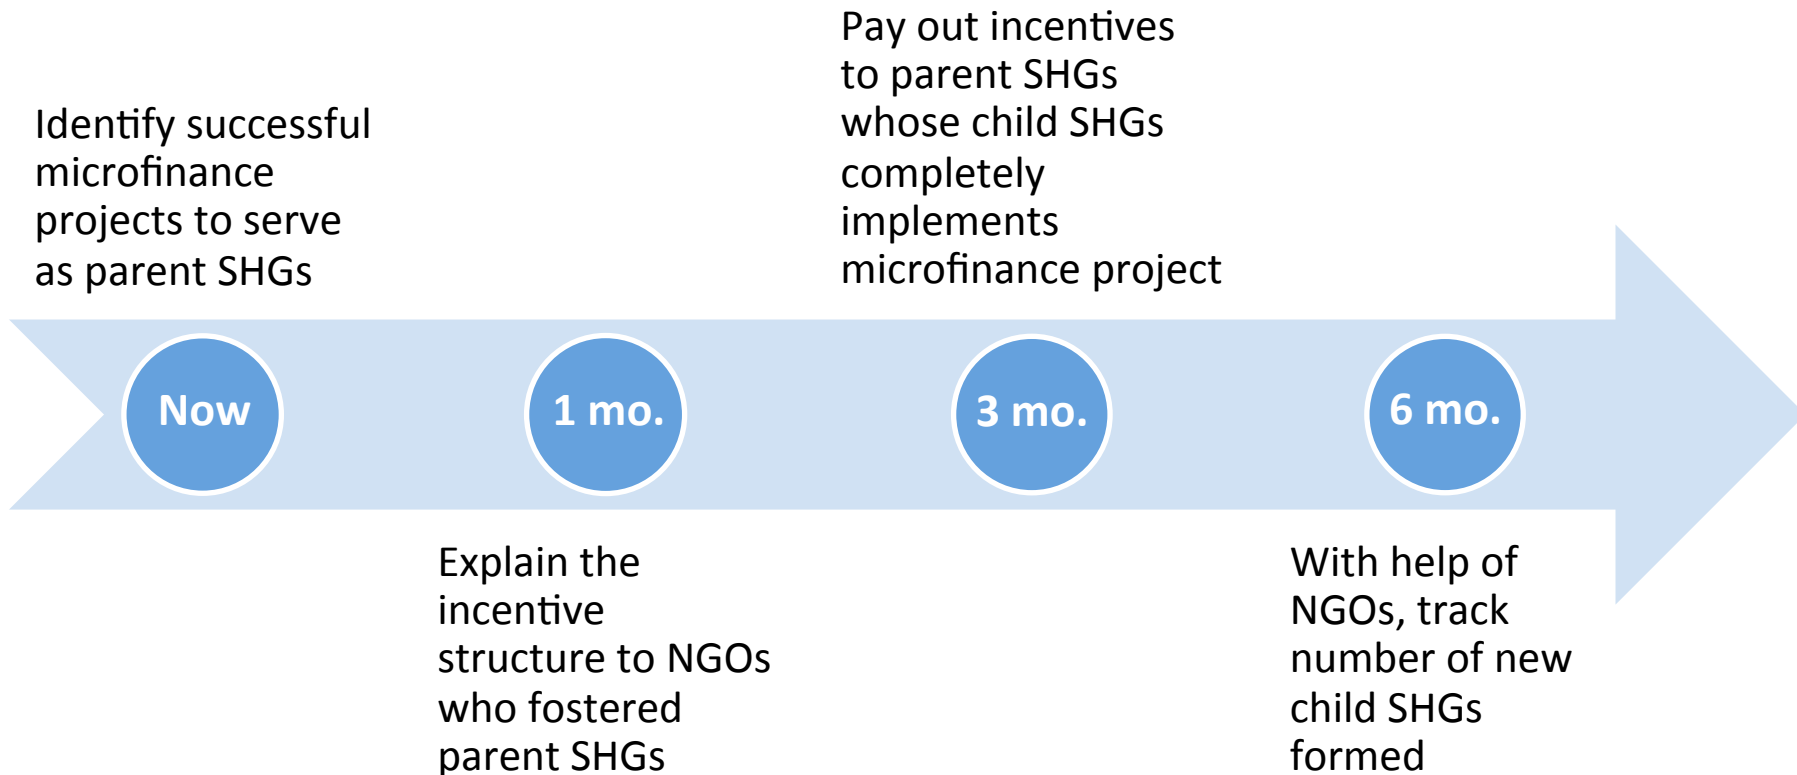 Identify successful
microfinance
projects to serve
as parent SHGs
Pay out incentives
to parent SHGs
whose child SHGs
completely
implements
microfinance project
Now
1 mo.
3 mo.
6 mo.
Explain the
incentive
structure to NGOs
who fostered
parent SHGs
With help of
NGOs, track
number of new
child SHGs
formed